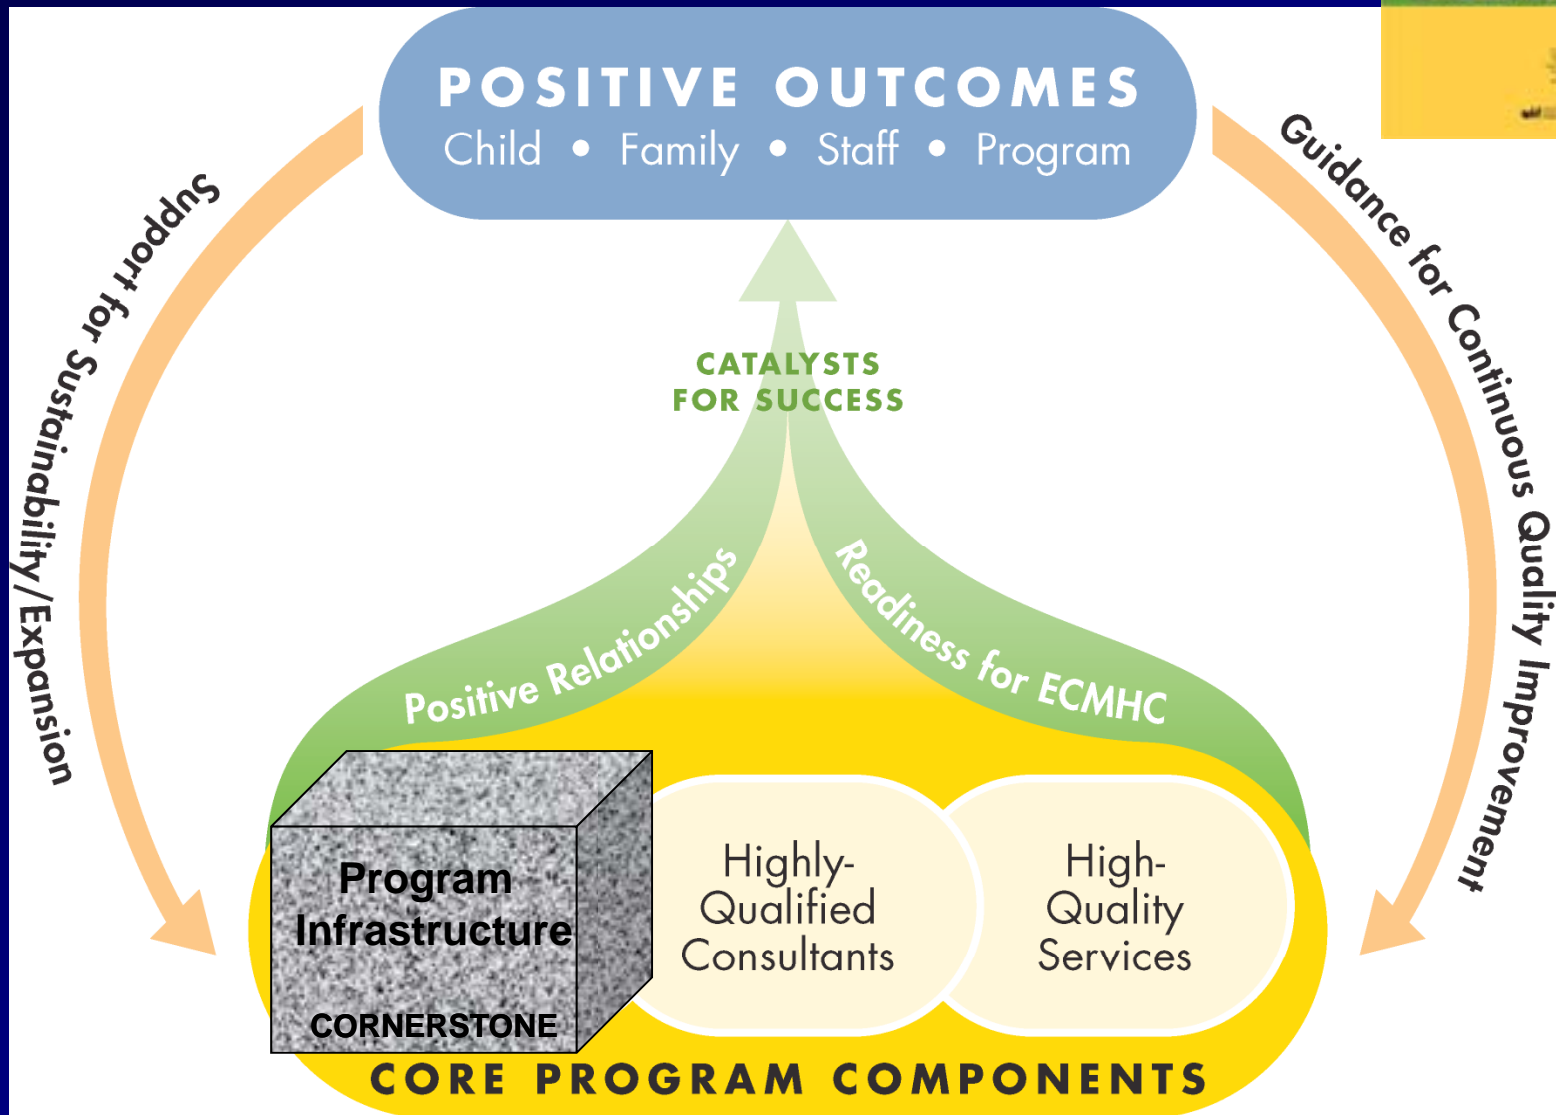 POSITIVE OUTCOMES
Child • Family • Staff • Program
Support for Sustainability/Expansion
Guidance for Continuous Quality Improvement
CATALYSTS
FOR SUCCESS
Positive Relationships
Readiness for ECMHC
Program
Infrastructure
CORNERSTONE
Highly-
Qualified
Consultants
High-
Quality
Services
CORE PROGRAM COMPONENTS